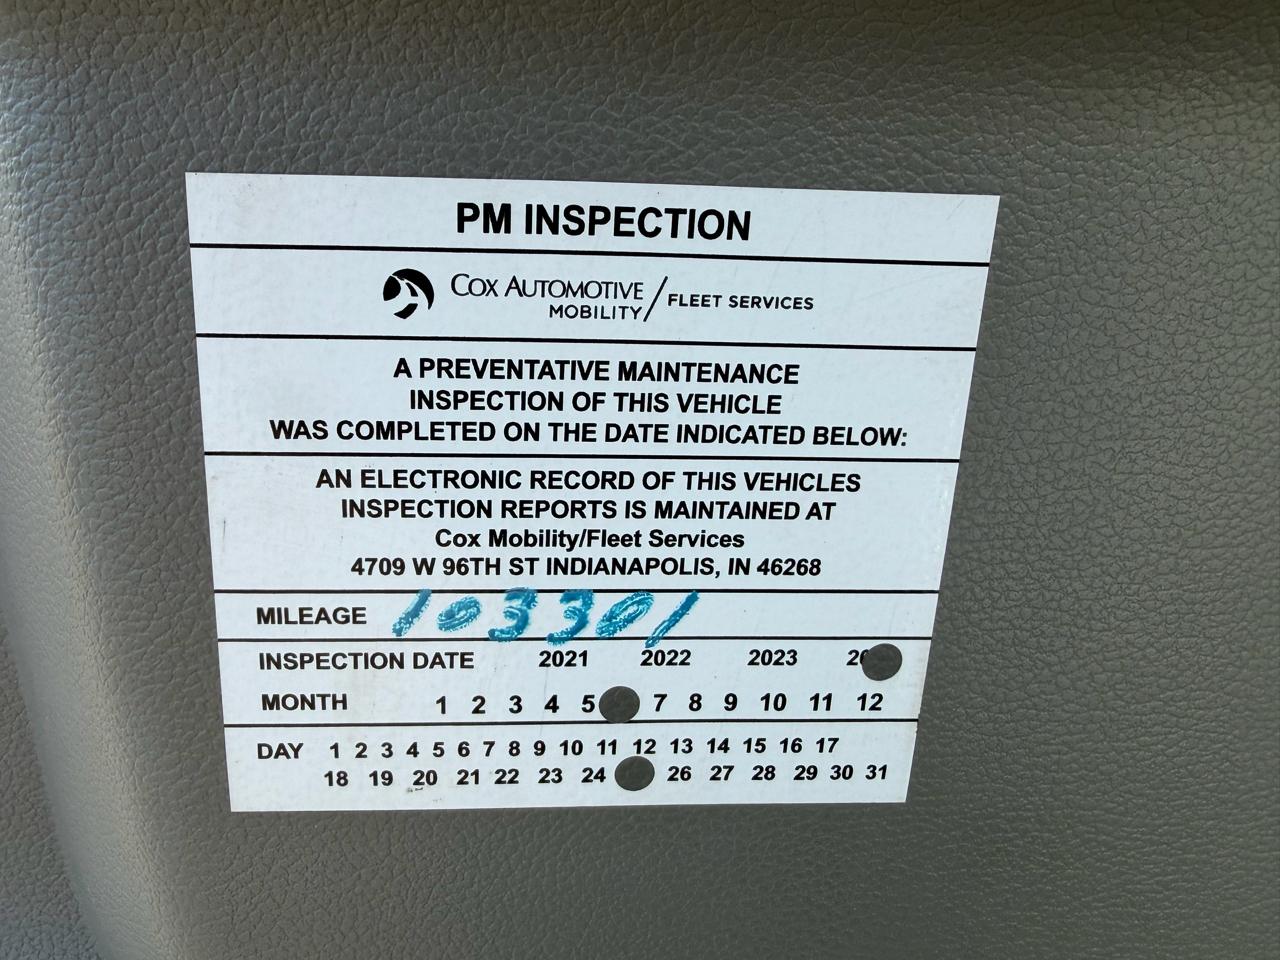 PM INSPECTION
COX AUTOMOTIVE
MOBILITY / FLEET SERVICES
A PREVENTATIVE MAINTENANCE
INSPECTION OF THIS VEHICLE
WAS COMPLETED ON THE DATE INDICATED BELOW:
AN ELECTRONIC RECORD OF THIS VEHICLES
INSPECTION REPORTS IS MAINTAINED AT
Cox Mobility/Fleet Services
4709 W 96TH ST INDIANAPOLIS, IN 46268
MILEAGE 103301
INSPECTION DATE 2021 2022 2023
MONTH 1 2 3 4 5 7 8 9 10 11 12
DAY 1 2 3 4 5 6 7 8 9 10 11 12 13 14 15 16 17
18 19 20 21 22 23 24 26 27 28 29 30 31